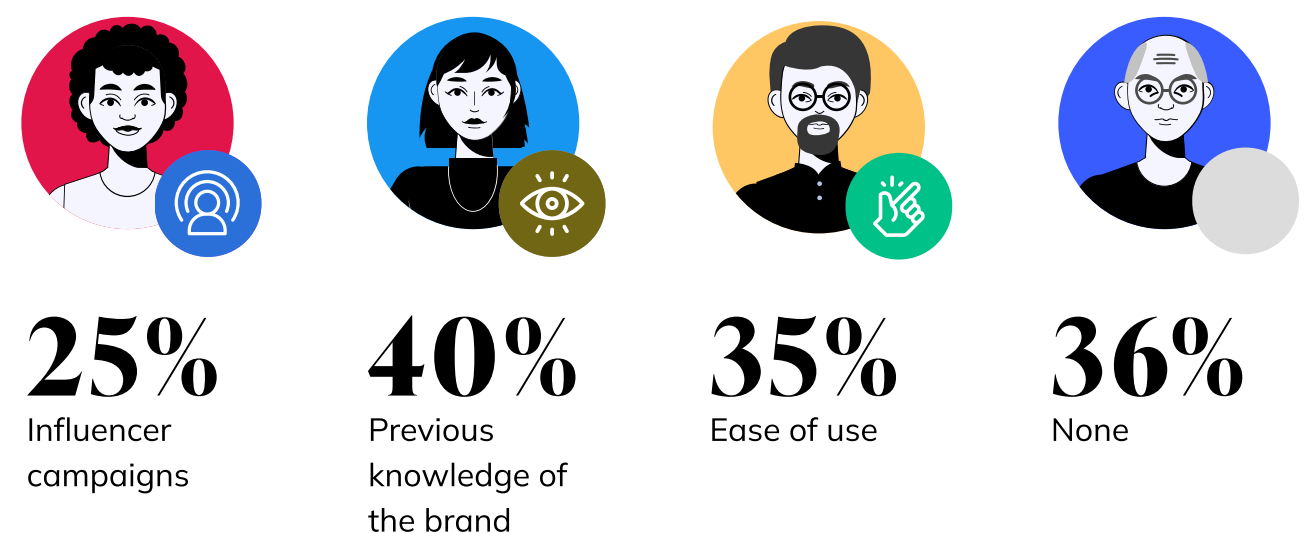 25%
Influencer
campaigns
40%
Previous
knowledge of
the brand
35%
Ease of use
36%
None